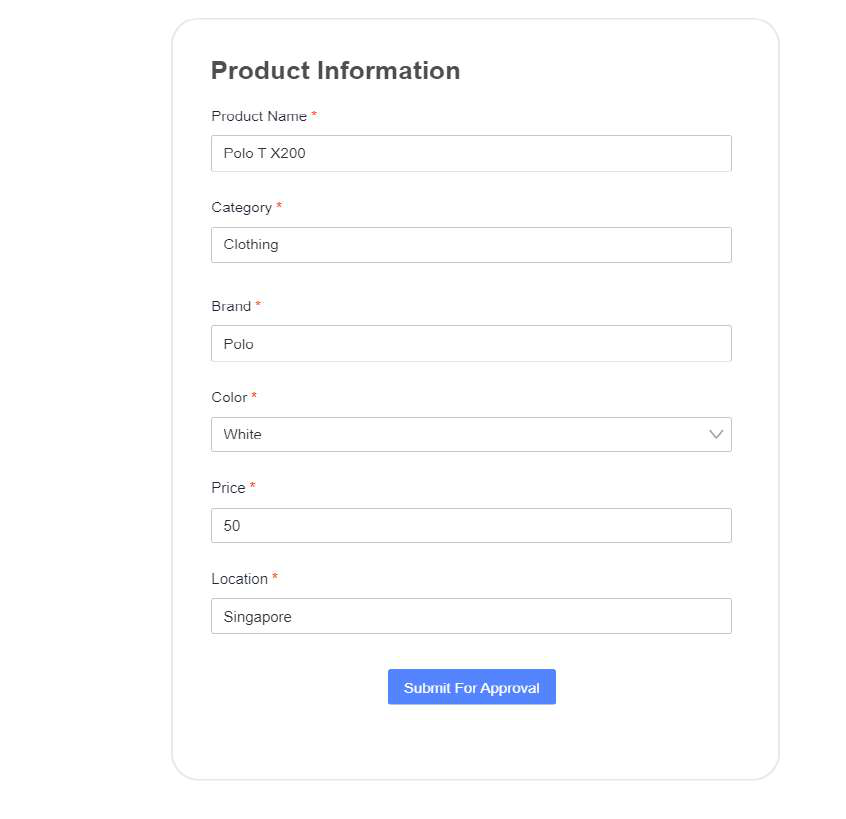 Product Information
Product Name *
Polo T X200
Category *
Clothing
Brand *
Polo
Color *
White
Price *
50
Location *
Singapore
Submit For Approval